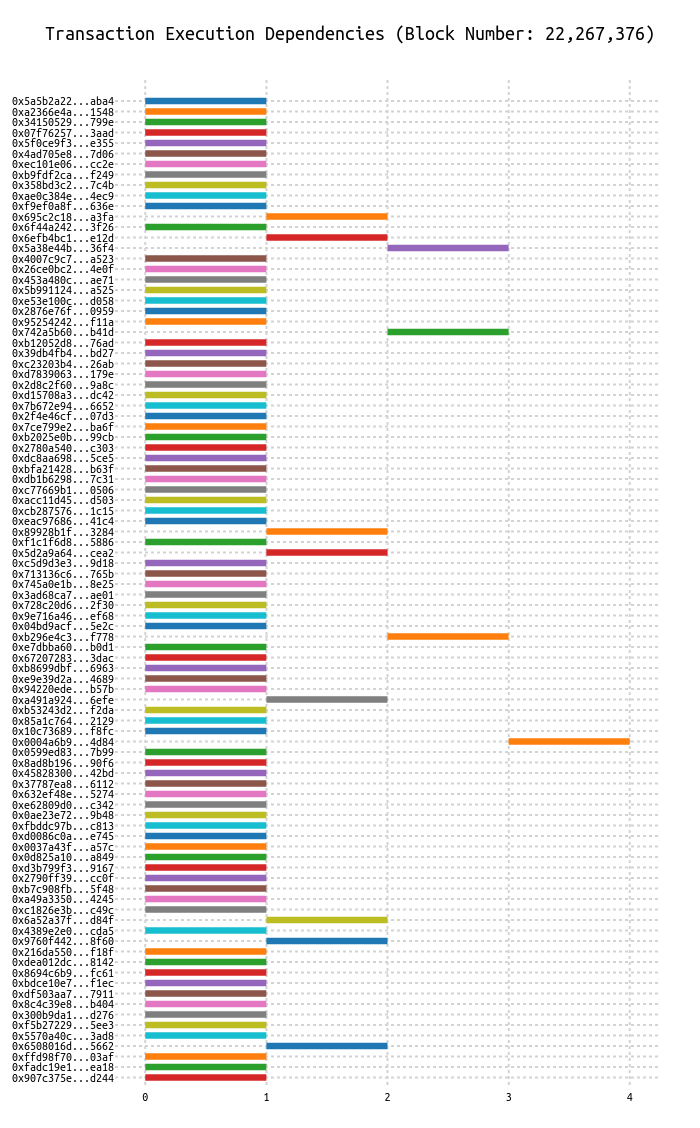 Transaction Execution Dependencies (Block Number: 22,267,376)
0x5a5b2a22...aba4
0xa2366e4a...1548
0x34150529...799e
0x07f76257...3aad
0x5f0ce9f3...e355
0x4ad705e8...7d06
0xec101e06...cc2e
0xb9fdf2ca...f249
0x358bd3c2...7c4b
0xae0c384e...4ec9
0xf9ef0a8f...636e
0x695c2c18...a3fa
0x6f44a242...3f26
0x6efb4bc1...e12d
0x5a38e44b...36f4
0x4007c9c7...a523
0x26ce0bc2...4e0f
0x453a480c...ae71
0x5b991124...a525
0xe53e100c...d058
0x2876e76f...0959
0x95254242...f11a
0x742a5b60...b41d
0xb12052d8...76ad
0x39db4fb4...bd27
0xc23203b4...26ab
0xd7839063...179e
0x2d8c2f60...9a8c
0xd15708a3...dc42
0x7b672e94...6652
0x2f4e46cf...07d3
0x7ce799e2...ba6f
0xb2025e0b...99cb
0x2780a540...c303
0xdc8aa698...5ce5
0xbfa21428...b63f
0xdb1b6298...7c31
0xc77669b1...0506
0xacc11d45...d503
0xcb287576...1c15
0xeac97686...41c4
0x89928b1f...3284
0xf1c1f6d8...5886
0x5d2a9a64...cea2
0xc5d9d3e3...9d18
0x713136c6...765b
0x745a0e1b...8e25
0x3ad68ca7...ae01
0x728c20d6...2f30
0x9e716a46...ef68
0x04bd9acf...5e2c
0xb296e4c3...f778
0xe7dbba60...b0d1
0x67207283...3dac
0xb8699dbf...6963
0xe9e39d2a...4689
0x94220ede...b57b
0xa491a924...6efe
0xb53243d2...f2da
0x85a1c764...2129
0x10c73689...f8fc
0x0004a6b9...4d84
0x0599ed83...7b99
0x8ad8b196...90f6
0x45828300...42bd
0x37787ea8...6112
0x632ef48e...5274
0xe62809d0...c342
0x0ae23e72...9b48
0xfbddc97b...c813
0xd0086c0a...e745
0x0037a43f...a57c
0x0d825a10...a849
0xd3b799f3...9167
0x2790ff39...cc0f
0xb7c908fb...5f48
0xa49a3350...4245
0xc1826e3b...c49c
0x6a52a37f...d84f
0x4389e2e0...cda5
0x9760f442...8f60
0x216da550...f18f
0xdea012dc...8142
0x8694c6b9...fc61
0xbdce10e7...f1ec
0xdf503aa7...7911
0x8c4c39e8...b404
0x300b9da1...d276
0xf5b27229...5ee3
0x5570a40c...3ad8
0x6508016d...5662
0xffd98f70...03af
0xfadc19e1...ea18
0x907c375e...d244
0 1 2 3 4